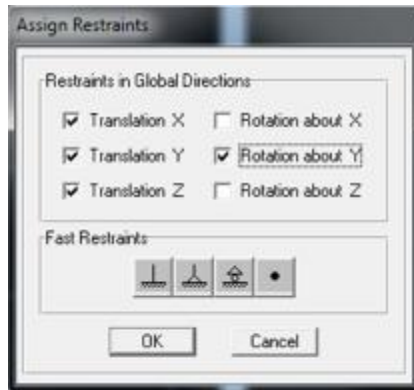 Assign Restraints
Restraints in Global Directions
Translation X Rotation about X
Translation Y Rotation about Y
Translation Z Rotation about Z
Fast Restraints
OK Cancel